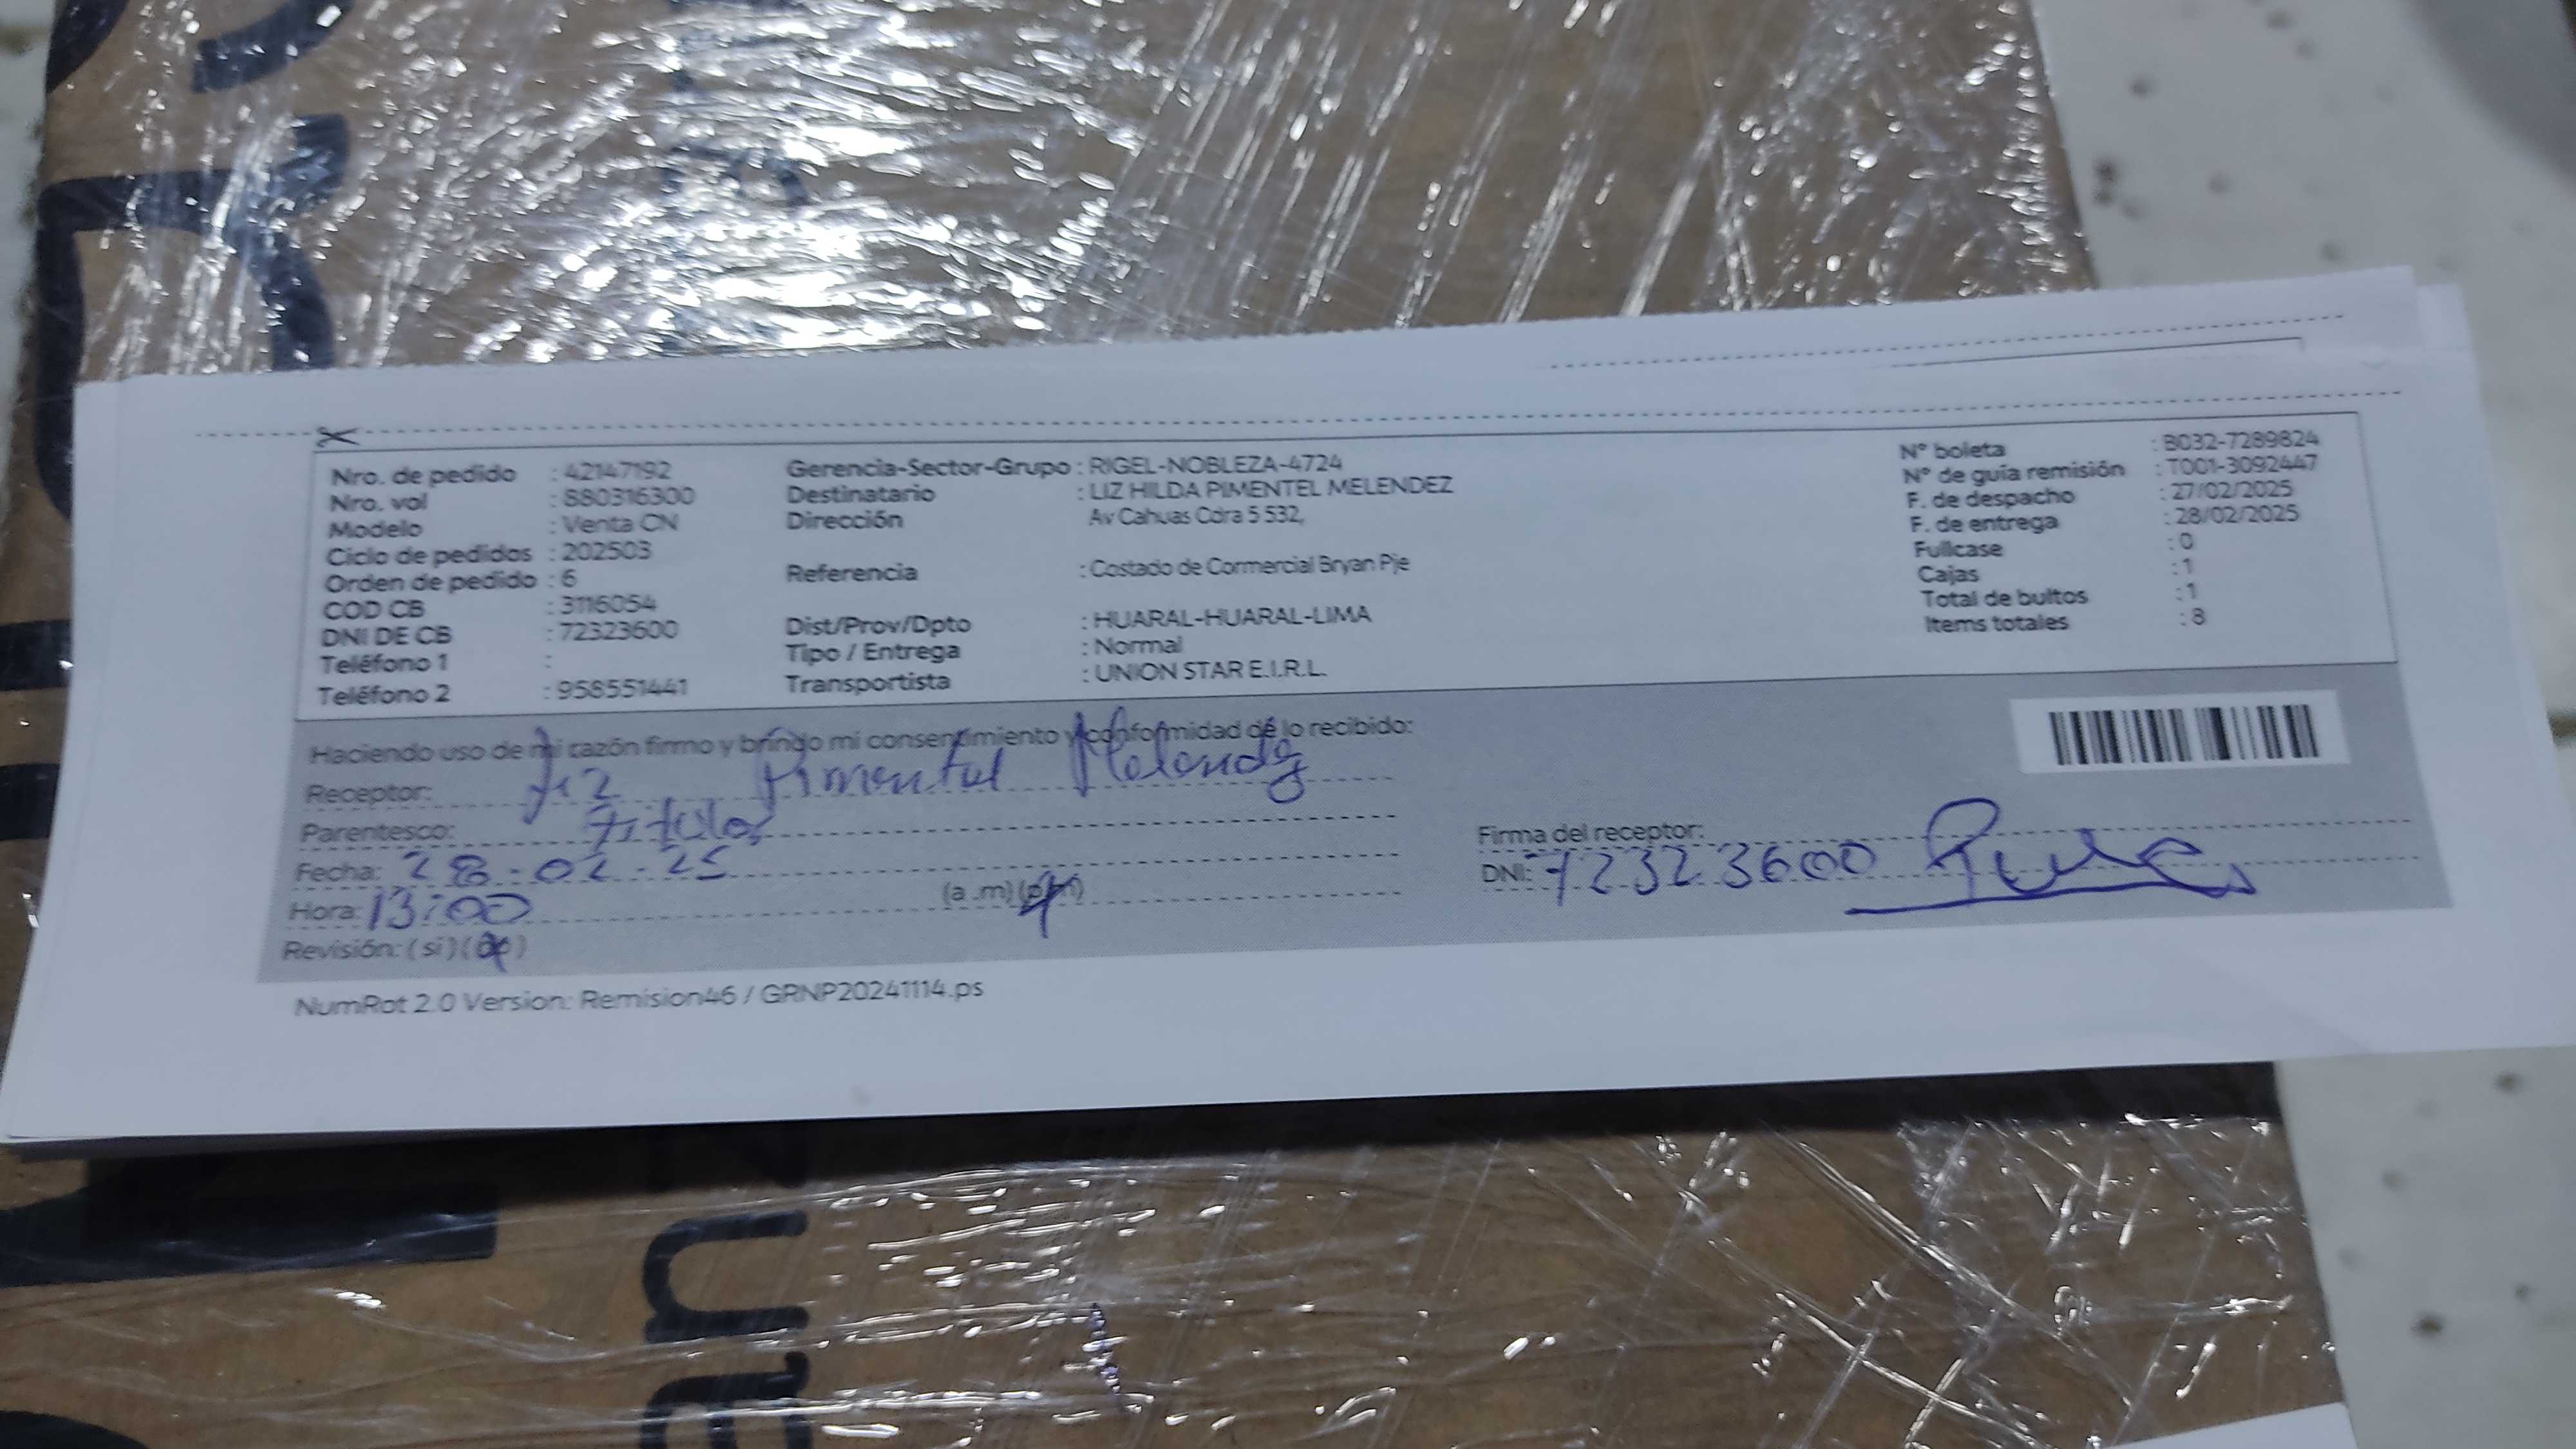 Nro. de pedido : 42147192
Nro. vol : 880316300
Modelo : Venta CN
Ciclo de pedidos : 202503
Orden de pedido : 6
COD CB : 3116054
DNI DE CB : 72323600
Teléfono 1 :
Teléfono 2 : 958551441
Gerencia-Sector-Grupo : RIGEL-NOBLEZA-4724
Destinatario : LIZ HILDA PIMENTEL MELENDEZ
Dirección Av Cahuas Cdra 5 532,
Referencia : Costado de Cormercial Bryan Pje
Dist/Prov/Dpto : HUARAL-HUARAL-LIMA
Tipo / Entrega : Normal
Transportista : UNION STAR E.I.R.L.
N° boleta : B032-7289824
N° de guía remisión : T001-3092447
F. de despacho : 27/02/2025
F. de entrega : 28/02/2025
Fullcase : 0
Cajas : 1
Total de bultos : 1
Items totales : 8
Haciendo uso de mi razón firmo y brindo mi consentimiento y conformidad de lo recibido:
Receptor: Liz Pimentel Melendez
Parentesco: Titular
Fecha: 28-02-25
Hora: 13:00 (a .m) (p.m)
Revisión: ( si ) ( no )
Firma del receptor:
DNI: 72323600
NumRot 2.0 Version: Remision46 / GRNP20241114.ps
an